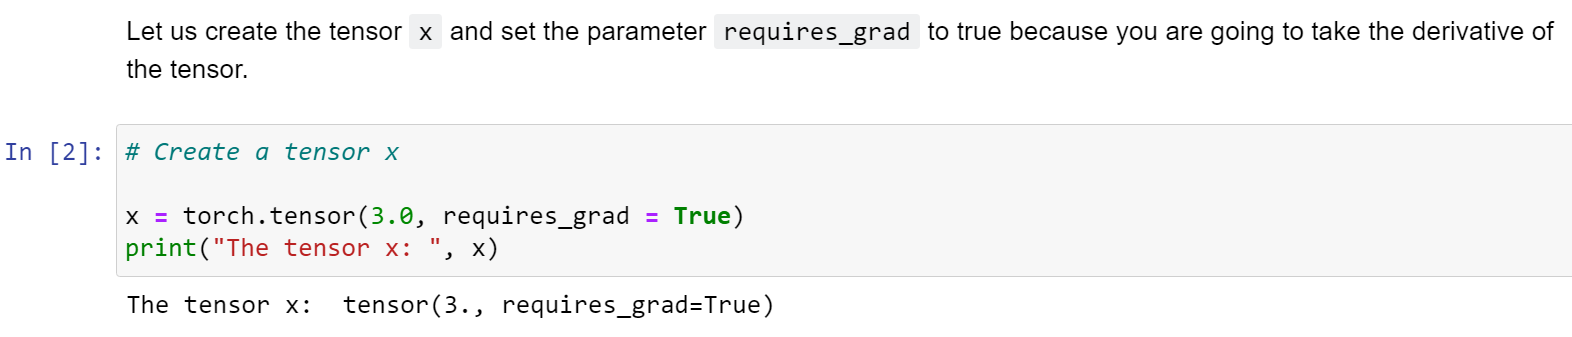 Let us create the tensor x and set the parameter requires_grad to true because you are going to take the derivative of
the tensor.
In [2]: # Create a tensor x
x = torch.tensor(3.0, requires_grad = True)
print("The tensor x: ", x)
The tensor x:  tensor(3., requires_grad=True)